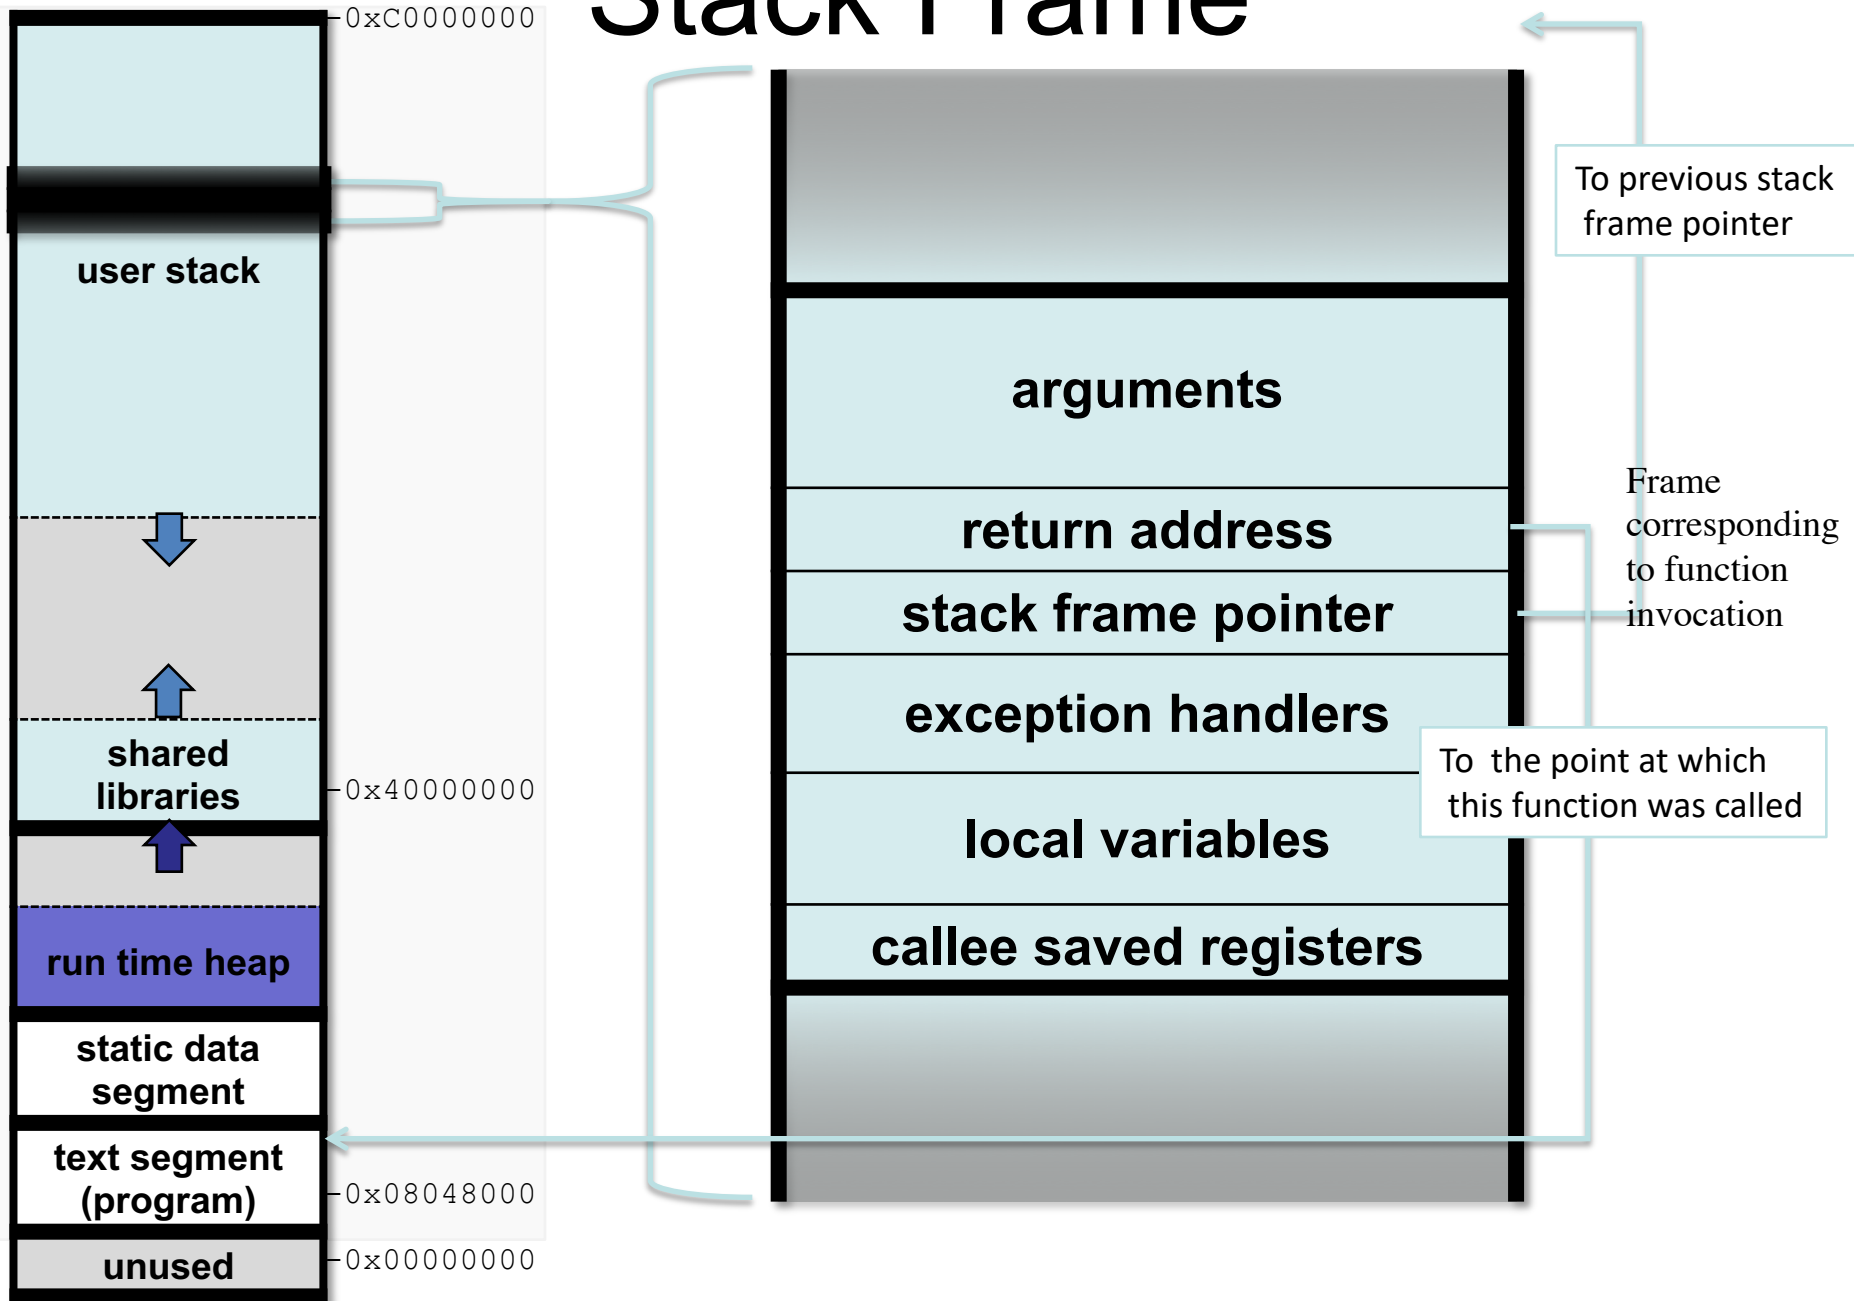 Stack Frame
0xC0000000
user stack
shared
libraries
0x40000000
run time heap
static data
segment
text segment
(program)
0x08048000
unused
0x00000000
arguments
return address
stack frame pointer
exception handlers
local variables
callee saved registers
To previous stack
frame pointer
Frame
corresponding
to function
invocation
To the point at which
this function was called